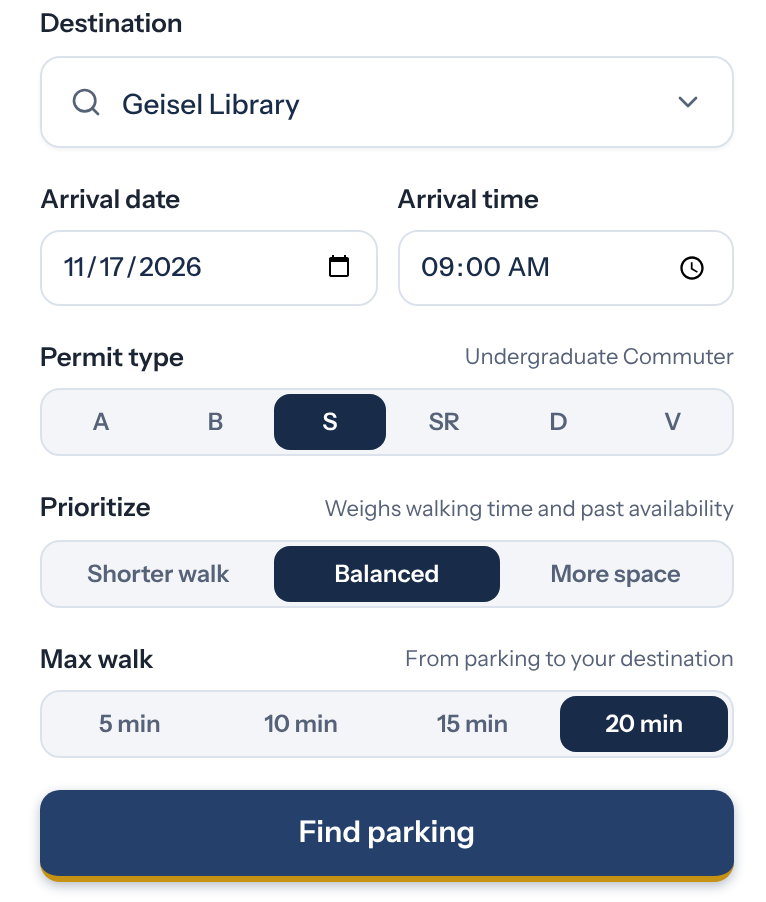 Destination
Geisel Library
Arrival date Arrival time
11/17/2026 09:00 AM
Permit type Undergraduate Commuter
A B S SR D V
Prioritize Weighs walking time and past availability
Shorter walk Balanced More space
Max walk From parking to your destination
5 min 10 min 15 min 20 min
Find parking